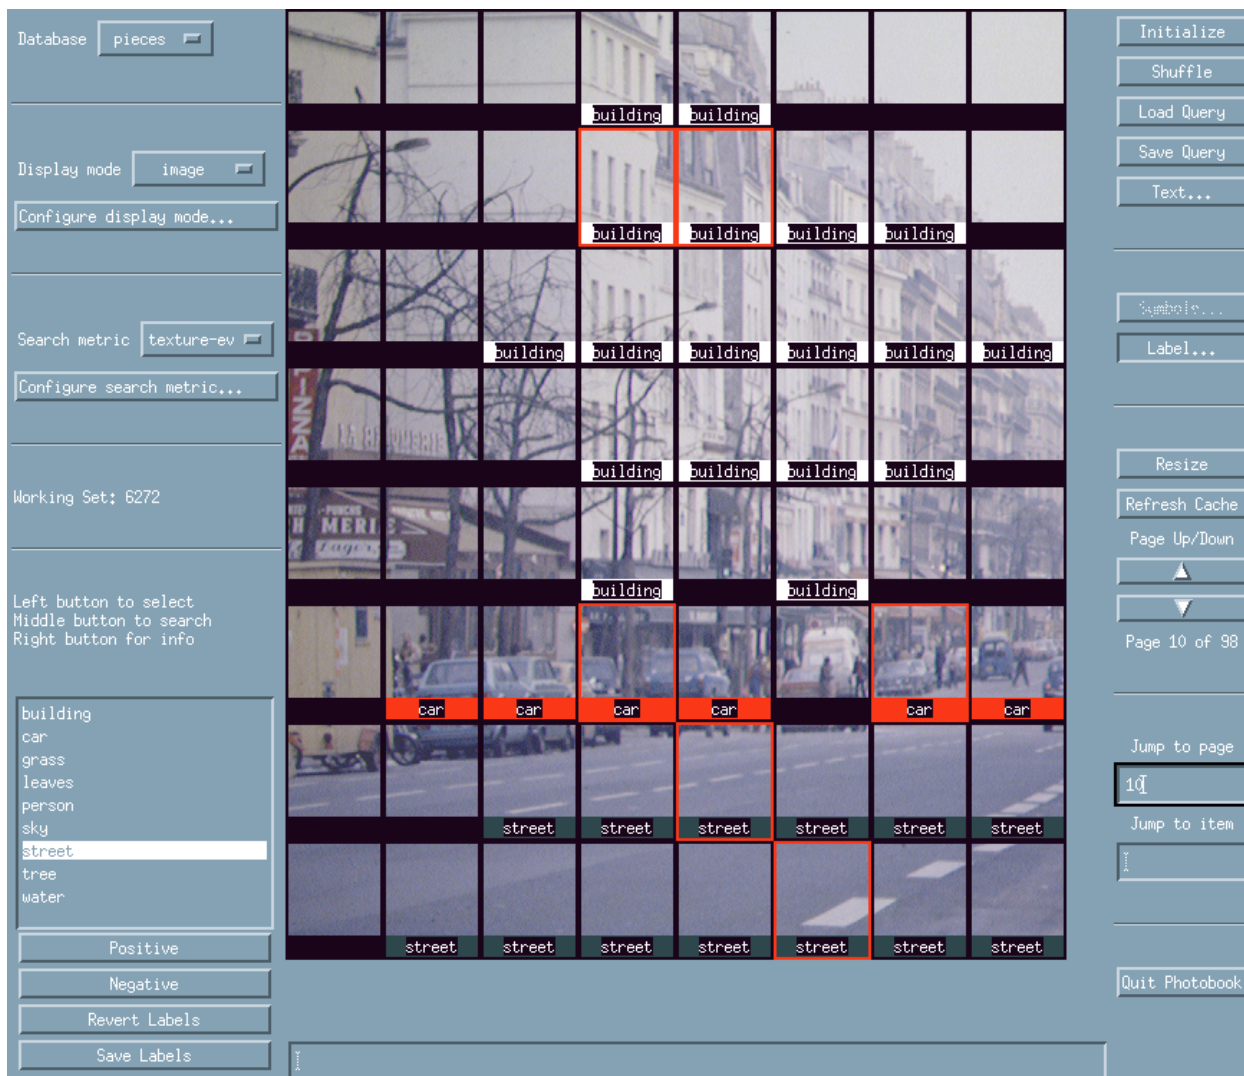 Database pieces
Display mode image
Configure display mode...
Search metric texture-ev
Configure search metric...
Working Set: 6272
Left button to select
Middle button to search
Right button for info
building
car
grass
leaves
person
sky
street
tree
water
Positive
Negative
Revert Labels
Save Labels
building building
building building building building
building building building building building building
IZZA
LA
building building building building
MERIE
Lager
building building
car car car car car car
street street street street street street
street street street street street street street
Initialize
Shuffle
Load Query
Save Query
Text...
Symbols...
Label...
Resize
Refresh Cache
Page Up/Down
Page 10 of 98
Jump to page
10
Jump to item
Quit Photobook